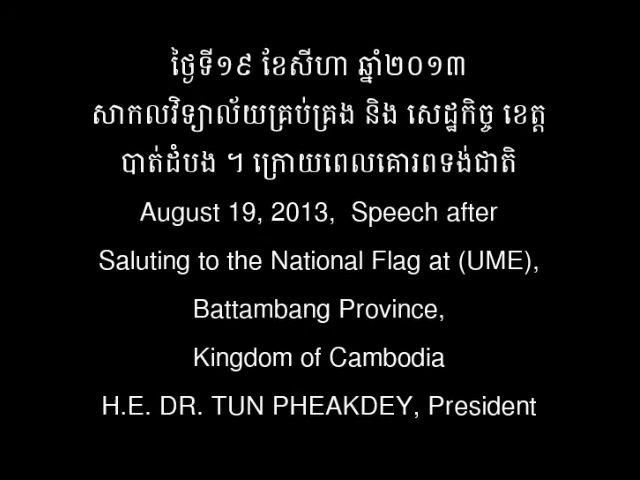 ថ្ងៃទី១៩ ខែសីហា ឆ្នាំ២០១៣
សាកលវិទ្យាល័យគ្រប់គ្រង និង សេដ្ឋកិច្ច ខេត្ត
បាត់ដំបង ។ ក្រោយពេលគោរពទង់ជាតិ
August 19, 2013,  Speech after
Saluting to the National Flag at (UME),
Battambang Province,
Kingdom of Cambodia
H.E. DR. TUN PHEAKDEY, President